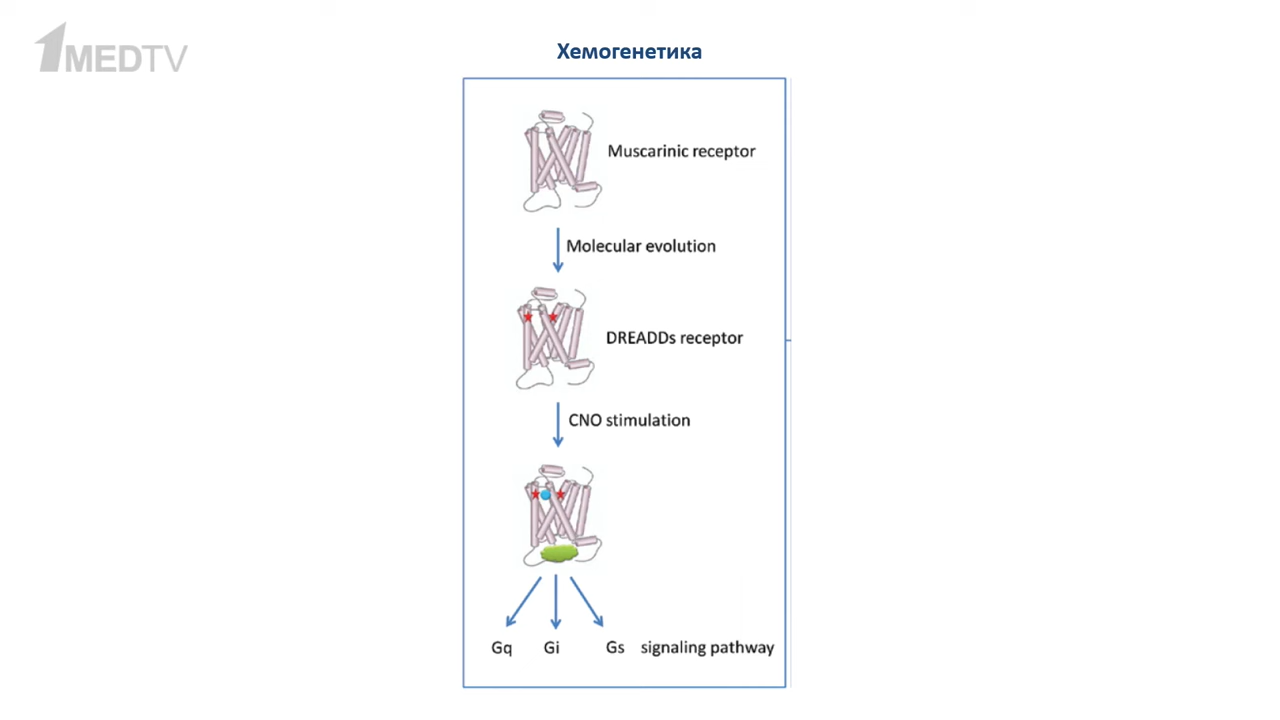 1MEDTV
Хемогенетика
Muscarinic receptor
Molecular evolution
DREADDs receptor
CNO stimulation
Gq Gi Gs signaling pathway